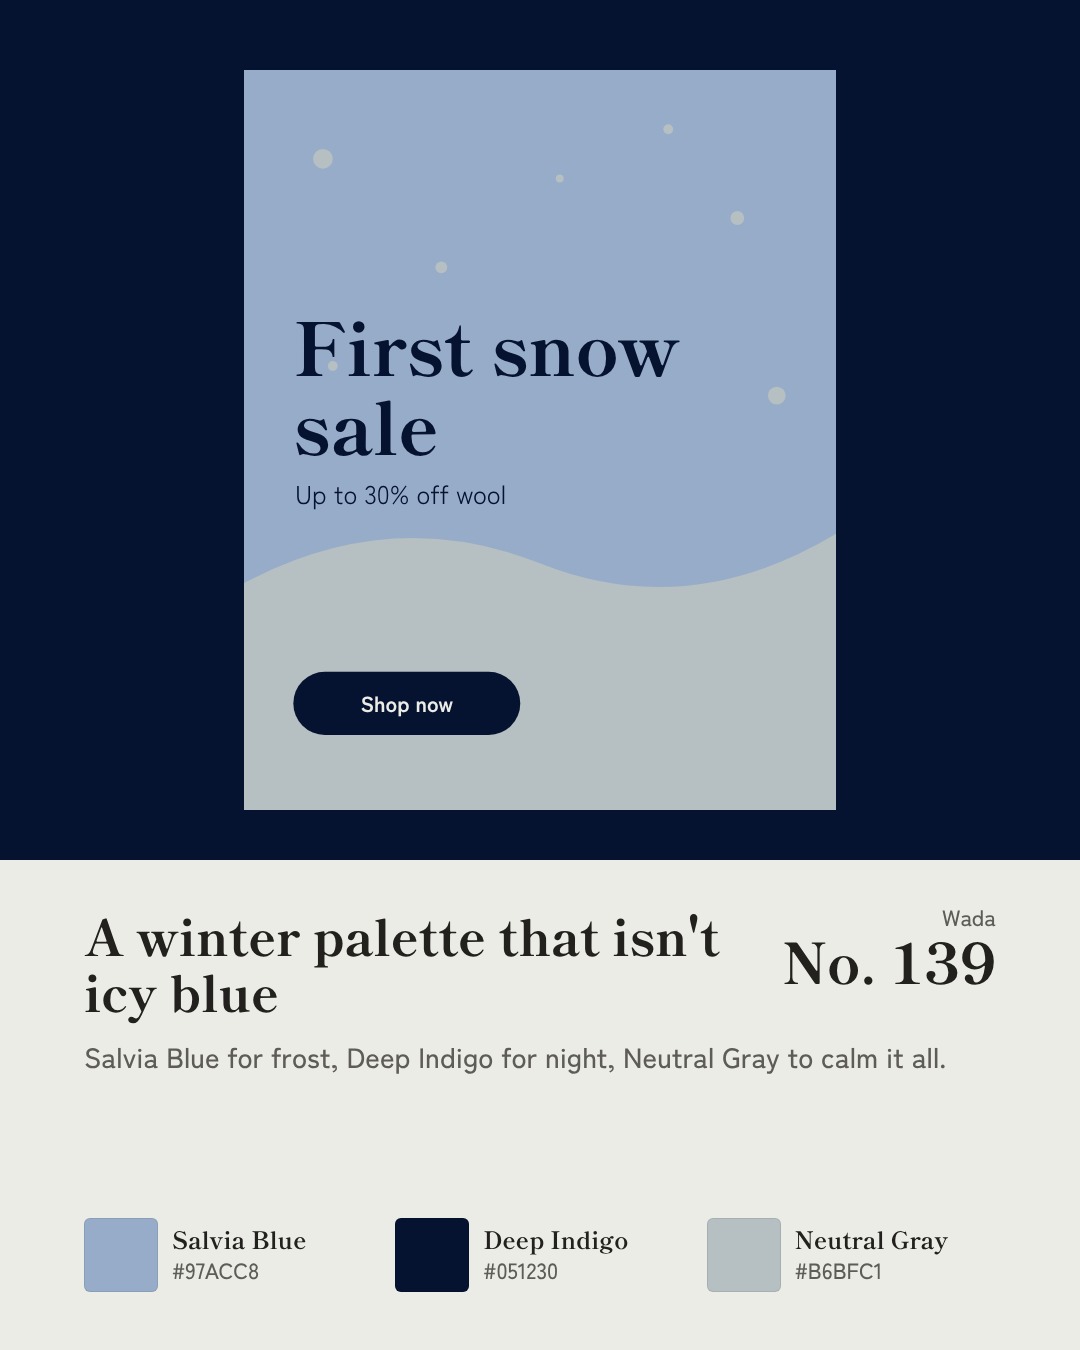 First snow
sale
Up to 30% off wool
Shop now
A winter palette that isn't
icy blue
Wada
No. 139
Salvia Blue for frost, Deep Indigo for night, Neutral Gray to calm it all.
Salvia Blue
#97ACC8
Deep Indigo
#051230
Neutral Gray
#B6BFC1